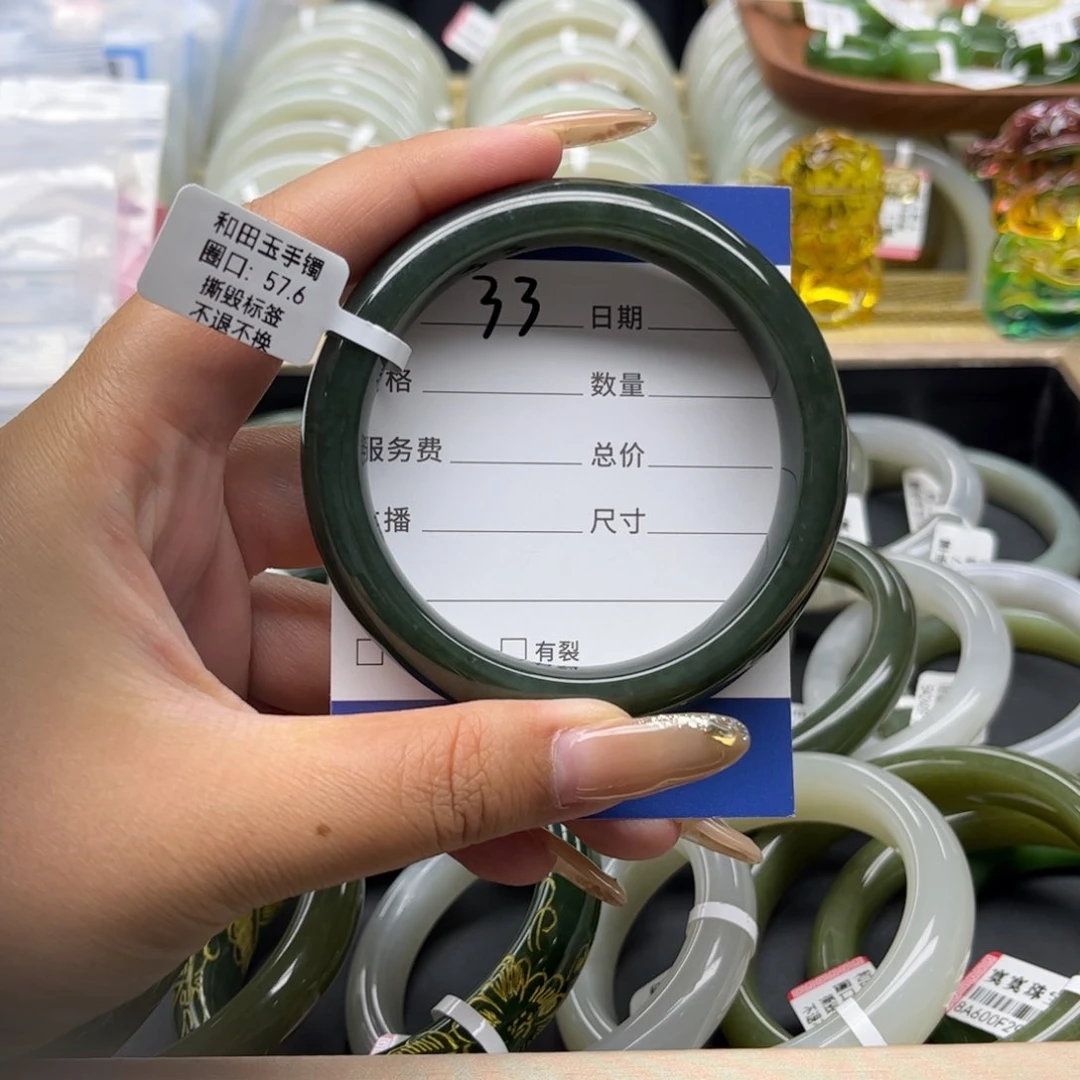 和田玉手镯
圈口: 57.6
撕毁标签
不退不换
33 日期
格 数量
服务费 总价
播 尺寸
有裂